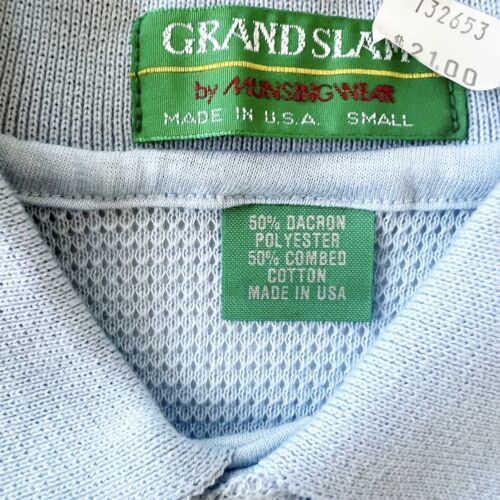 132653
$21.00
GRAND SLAM
by MUNSINGWEAR
MADE IN U.S.A. SMALL
50% DACRON
POLYESTER
50% COMBED
COTTON
MADE IN USA